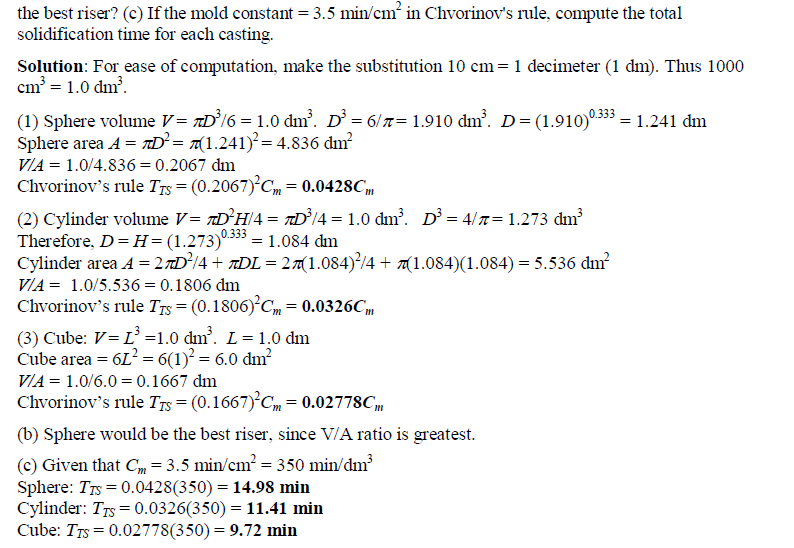 the best riser? (c) If the mold constant = 3.5 min/cm² in Chvorinov's rule, compute the total
solidification time for each casting.
Solution: For ease of computation, make the substitution 10 cm = 1 decimeter (1 dm). Thus 1000
cm³ = 1.0 dm³.
(1) Sphere volume V = πD³/6 = 1.0 dm³. D³ = 6/π = 1.910 dm³. D = (1.910)⁰·³³³ = 1.241 dm
Sphere area A = πD² = π(1.241)² = 4.836 dm²
V/A = 1.0/4.836 = 0.2067 dm
Chvorinov's rule T_TS = (0.2067)²C_m = 0.0428C_m
(2) Cylinder volume V = πD²H/4 = πD³/4 = 1.0 dm³. D³ = 4/π = 1.273 dm³
Therefore, D = H = (1.273)⁰·³³³ = 1.084 dm
Cylinder area A = 2πD²/4 + πDL = 2π(1.084)²/4 + π(1.084)(1.084) = 5.536 dm²
V/A = 1.0/5.536 = 0.1806 dm
Chvorinov's rule T_TS = (0.1806)²C_m = 0.0326C_m
(3) Cube: V = L³ =1.0 dm³. L = 1.0 dm
Cube area = 6L² = 6(1)² = 6.0 dm²
V/A = 1.0/6.0 = 0.1667 dm
Chvorinov's rule T_TS = (0.1667)²C_m = 0.02778C_m
(b) Sphere would be the best riser, since V/A ratio is greatest.
(c) Given that C_m = 3.5 min/cm² = 350 min/dm³
Sphere: T_TS = 0.0428(350) = 14.98 min
Cylinder: T_TS = 0.0326(350) = 11.41 min
Cube: T_TS = 0.02778(350) = 9.72 min